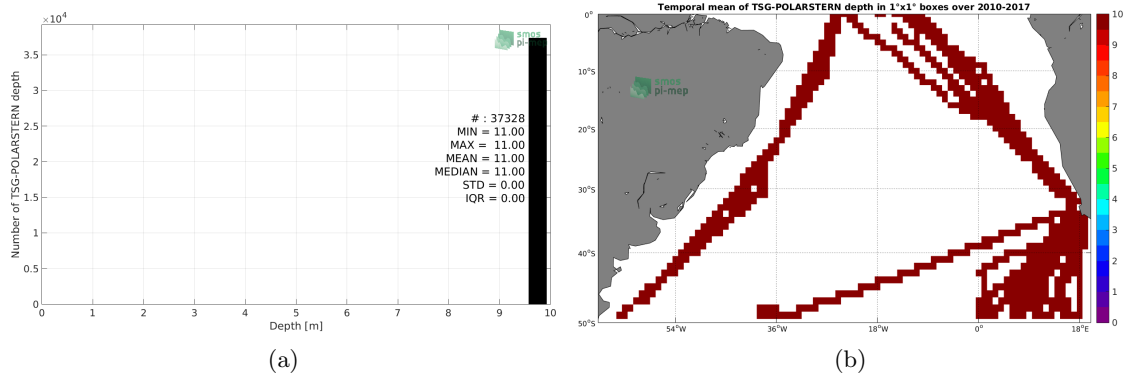 ×10⁴
smos
pi-mep
3.5
3
2.5
2
1.5
1
0.5
0
Number of TSG-POLARSTERN depth
# : 37328
MIN = 11.00
MAX = 11.00
MEAN = 11.00
MEDIAN = 11.00
STD = 0.00
IQR = 0.00
0 1 2 3 4 5 6 7 8 9 10
Depth [m]
(a)
Temporal mean of TSG-POLARSTERN depth in 1°x1° boxes over 2010-2017
smos
pi-mep
0°
10°S
20°S
30°S
40°S
50°S
54°W 36°W 18°W 0° 18°E
10
9
8
7
6
5
4
3
2
1
0
(b)